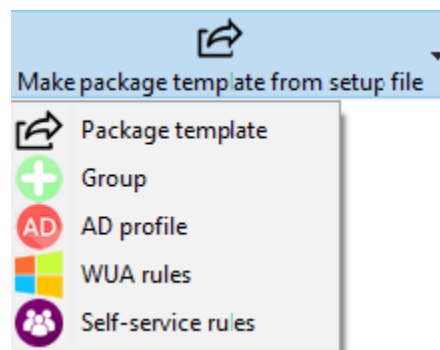 Make package template from setup file
Package template
Group
AD
AD profile
WUA rules
Self-service rules